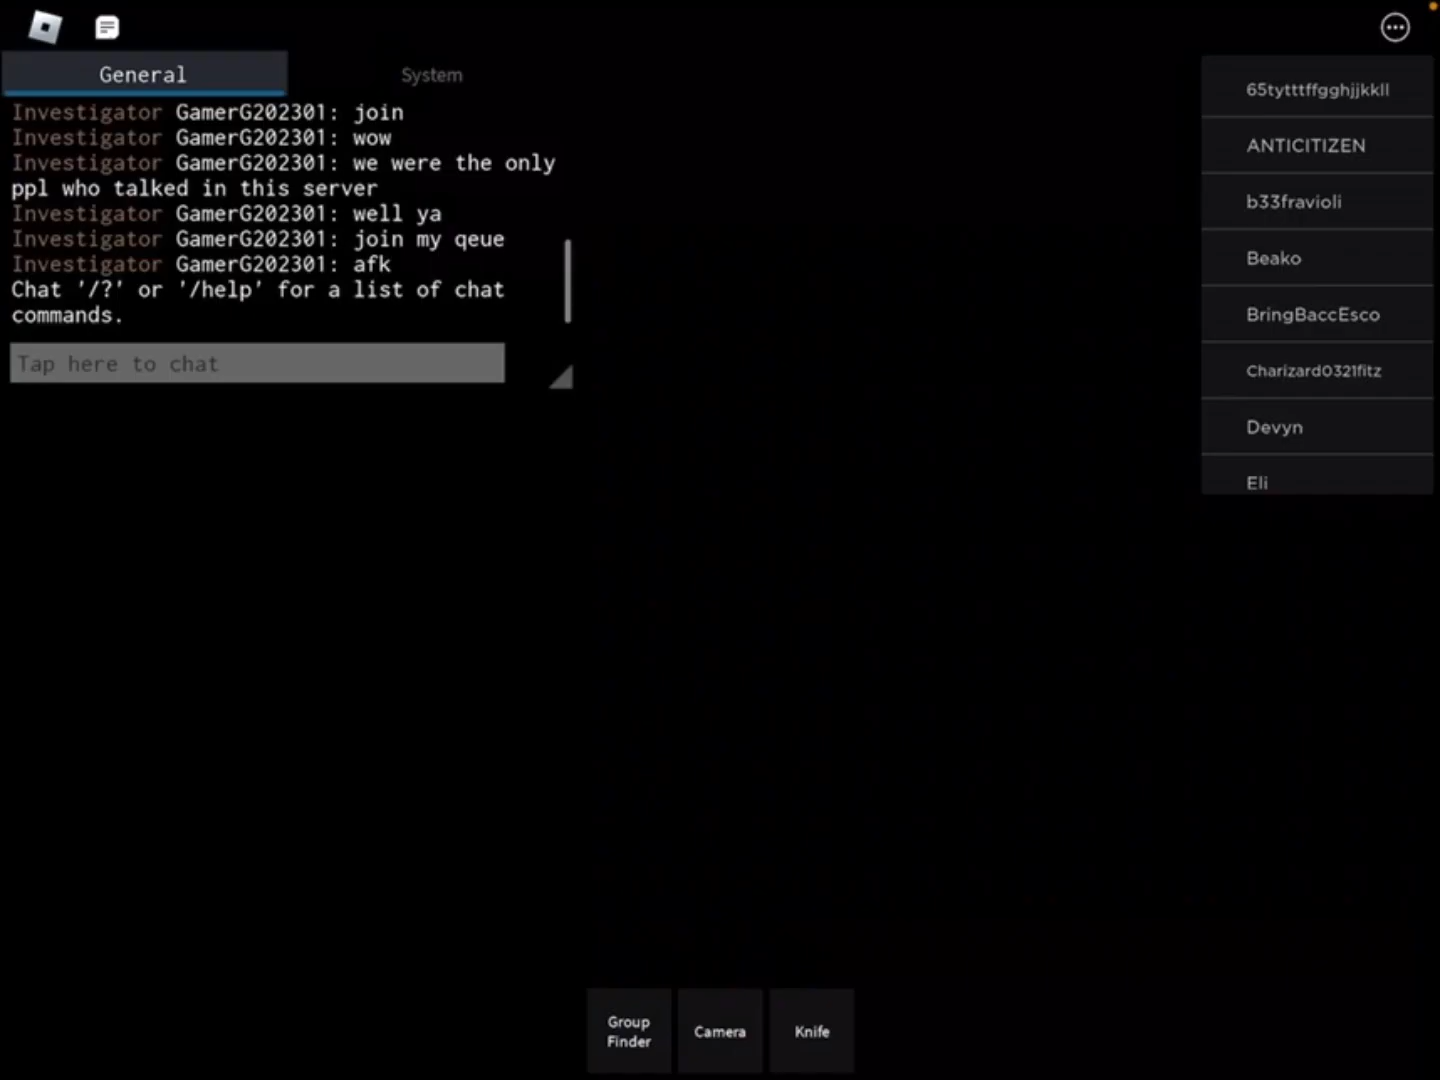 General
System
Investigator GamerG202301: join
Investigator GamerG202301: wow
Investigator GamerG202301: we were the only
ppl who talked in this server
Investigator GamerG202301: well ya
Investigator GamerG202301: join my qeue
Investigator GamerG202301: afk
Chat '/?' or '/help' for a list of chat
commands.
Tap here to chat
65tytttffgghjjkkll
ANTICITIZEN
b33fravioli
Beako
BringBaccEsco
Charizard0321fitz
Devyn
Eli
Group
Finder
Camera
Knife